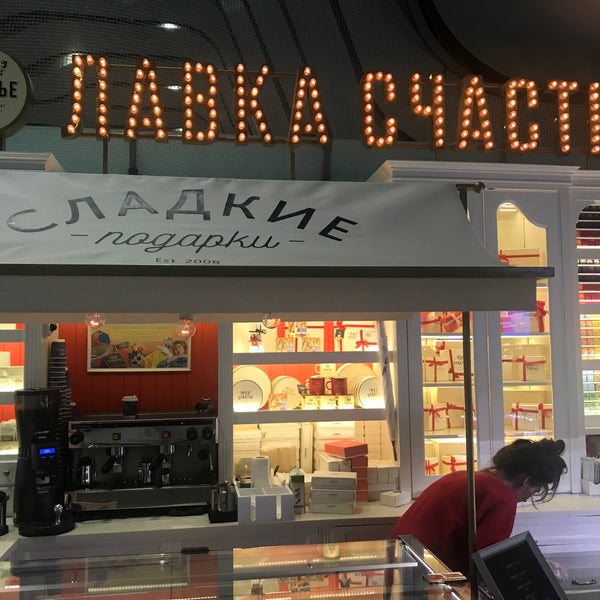 ЛАВКА СЧАСТ
СЛАДКИЕ
- подарки -
Est. 2008